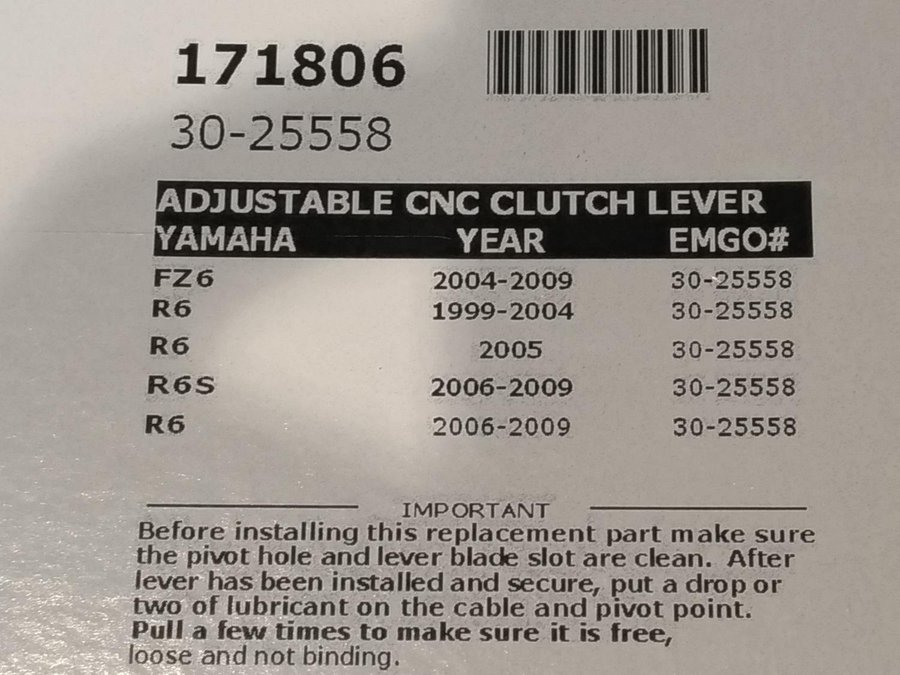 171806
30-25558
ADJUSTABLE CNC CLUTCH LEVER
YAMAHA YEAR EMGO#
FZ6 2004-2009 30-25558
R6 1999-2004 30-25558
R6 2005 30-25558
R6S 2006-2009 30-25558
R6 2006-2009 30-25558
IMPORTANT
Before installing this replacement part make sure
the pivot hole and lever blade slot are clean. After
lever has been installed and secure, put a drop or
two of lubricant on the cable and pivot point.
Pull a few times to make sure it is free,
loose and not binding.